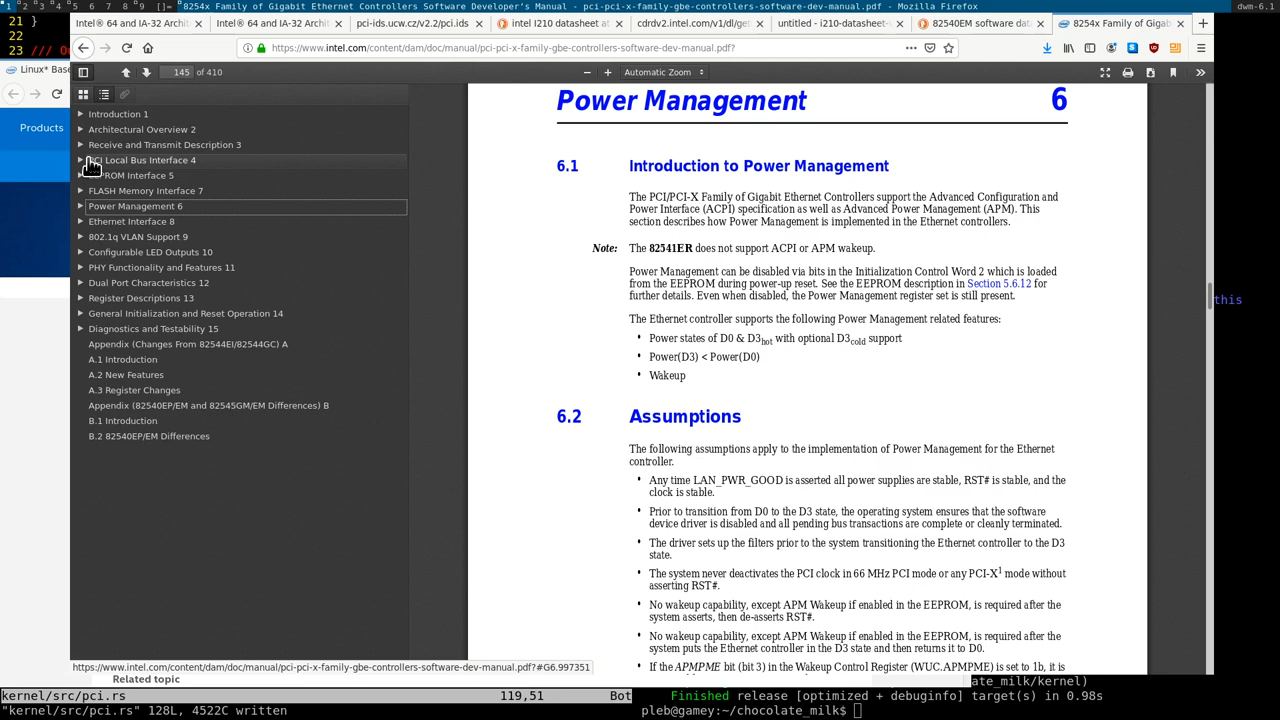 1 2 3 4 5 6 7 8 9 []= 8254x Family of Gigabit Ethernet Controllers Software Developer's Manual - pci-pci-x-family-gbe-controllers-software-dev-manual.pdf - Mozilla Firefox dwm-6.1
21 }
22
23 /// Ou
Intel® 64 and IA-32 Archit
Intel® 64 and IA-32 Archit
pci-ids.ucw.cz/v2.2/pci.ids
intel I210 datasheet at
cdrdv2.intel.com/v1/dl/get
untitled - i210-datasheet-
82540EM software data
8254x Family of Gigab
https://www.intel.com/content/dam/doc/manual/pci-pci-x-family-gbe-controllers-software-dev-manual.pdf?
Linux* Base
145 of 410
Automatic Zoom
Products
Introduction 1
Architectural Overview 2
Receive and Transmit Description 3
PCI Local Bus Interface 4
EEPROM Interface 5
FLASH Memory Interface 7
Power Management 6
Ethernet Interface 8
802.1q VLAN Support 9
Configurable LED Outputs 10
PHY Functionality and Features 11
Dual Port Characteristics 12
Register Descriptions 13
General Initialization and Reset Operation 14
Diagnostics and Testability 15
Appendix (Changes From 82544EI/82544GC) A
A.1 Introduction
A.2 New Features
A.3 Register Changes
Appendix (82540EP/EM and 82545GM/EM Differences) B
B.1 Introduction
B.2 82540EP/EM Differences
Power Management 6
6.1 Introduction to Power Management
The PCI/PCI-X Family of Gigabit Ethernet Controllers support the Advanced Configuration and
Power Interface (ACPI) specification as well as Advanced Power Management (APM). This
section describes how Power Management is implemented in the Ethernet controllers.
Note: The 82541ER does not support ACPI or APM wakeup.
Power Management can be disabled via bits in the Initialization Control Word 2 which is loaded
from the EEPROM during power-up reset. See the EEPROM description in Section 5.6.12 for
further details. Even when disabled, the Power Management register set is still present.
The Ethernet controller supports the following Power Management related features:
• Power states of D0 & D3hot with optional D3cold support
• Power(D3) < Power(D0)
• Wakeup
6.2 Assumptions
The following assumptions apply to the implementation of Power Management for the Ethernet
controller.
• Any time LAN_PWR_GOOD is asserted all power supplies are stable, RST# is stable, and the
clock is stable.
• Prior to transition from D0 to the D3 state, the operating system ensures that the software
device driver is disabled and all pending bus transactions are complete or cleanly terminated.
• The driver sets up the filters prior to the system transitioning the Ethernet controller to the D3
state.
• The system never deactivates the PCI clock in 66 MHz PCI mode or any PCI-X1 mode without
asserting RST#.
• No wakeup capability, except APM Wakeup if enabled in the EEPROM, is required after the
system asserts, then de-asserts RST#.
• No wakeup capability, except APM Wakeup if enabled in the EEPROM, is required after the
system puts the Ethernet controller in the D3 state and then returns it to D0.
• If the APMPME bit (bit 3) in the Wakeup Control Register (WUC.APMPME) is set to 1b, it is
this
https://www.intel.com/content/dam/doc/manual/pci-pci-x-family-gbe-controllers-software-dev-manual.pdf?#G6.997351
Related topic
ate_milk/kernel)
kernel/src/pci.rs 119,51 Bot
Finished release [optimized + debuginfo] target(s) in 0.98s
"kernel/src/pci.rs" 128L, 4522C written
pleb@gamey:~/chocolate_milk$